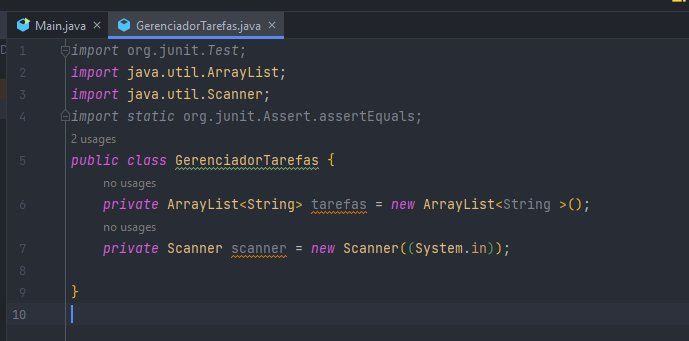 Main.java × GerenciadorTarefas.java ×
1 import org.junit.Test;
2 import java.util.ArrayList;
3 import java.util.Scanner;
4 import static org.junit.Assert.assertEquals;
2 usages
5 public class GerenciadorTarefas {
no usages
6 private ArrayList<String> tarefas = new ArrayList<String >();
no usages
7 private Scanner scanner = new Scanner((System.in));
8
9 }
10